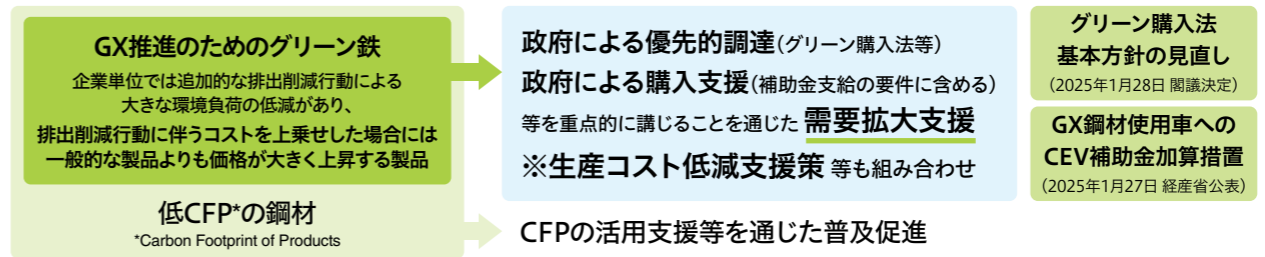 GX推進のためのグリーン鉄
企業単位では追加的な排出削減行動による
大きな環境負荷の低減があり、
排出削減行動に伴うコストを上乗せした場合には
一般的な製品よりも価格が大きく上昇する製品
低CFP*の鋼材
*Carbon Footprint of Products
政府による優先的調達(グリーン購入法等)
政府による購入支援(補助金支給の要件に含める)
等を重点的に講じることを通じた 需要拡大支援
※生産コスト低減支援策 等も組み合わせ
CFPの活用支援等を通じた普及促進
グリーン購入法
基本方針の見直し
(2025年1月28日 閣議決定)
GX鋼材使用車への
CEV補助金加算措置
(2025年1月27日 経産省公表)